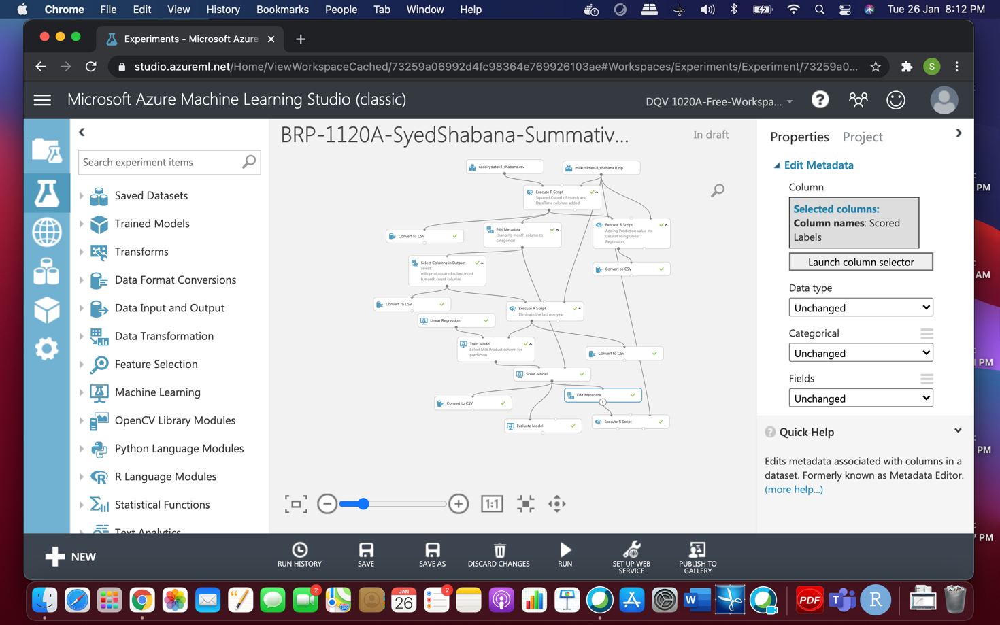 Chrome File Edit View History Bookmarks People Tab Window Help
Tue 26 Jan 8:12 PM
Experiments - Microsoft Azure
studio.azureml.net/Home/ViewWorkspaceCached/73259a06992d4fc98364e769926103ae#Workspaces/Experiments/Experiment/73259a0...
S
Microsoft Azure Machine Learning Studio (classic)
DQV 1020A-Free-Workspa...
BRP-1120A-SyedShabana-Summativ...
In draft
Search experiment items
Saved Datasets
Trained Models
Transforms
Data Format Conversions
Data Input and Output
Data Transformation
Feature Selection
Machine Learning
OpenCV Library Modules
Python Language Modules
R Language Modules
Statistical Functions
Text Analytics
cadairydatav3_shabana.csv
milkutilities-8_shabana.R.zip
Execute R Script
Squared,Cubed of month and
DateTime columns added
Convert to CSV
Edit Metadata
changing month column to
categorical
Execute R Script
Adding Prediction value to
dataset using Linear
Regression
Select Columns in Dataset
select
milk.prod,squared,cubed,mont
h,month.count columns
Convert to CSV
Convert to CSV
Execute R Script
Eliminate the last one year
Linear Regression
Train Model
Select Milk.Product column for
prediction
Convert to CSV
Score Model
Edit Metadata
1
Convert to CSV
Execute R Script
Evaluate Model
1:1
Properties Project
Edit Metadata
Column
Selected columns:
Column names: Scored
Labels
Launch column selector
Data type
Unchanged
Categorical
Unchanged
Fields
Unchanged
Quick Help
Edits metadata associated with columns in a
dataset. Formerly known as Metadata Editor.
(more help...)
PM
AM
PM
PM
PM
NEW
RUN HISTORY
SAVE
SAVE AS
DISCARD CHANGES
RUN
SET UP WEB
SERVICE
PUBLISH TO
GALLERY
2
JAN
26
2
W
PDF
T
R